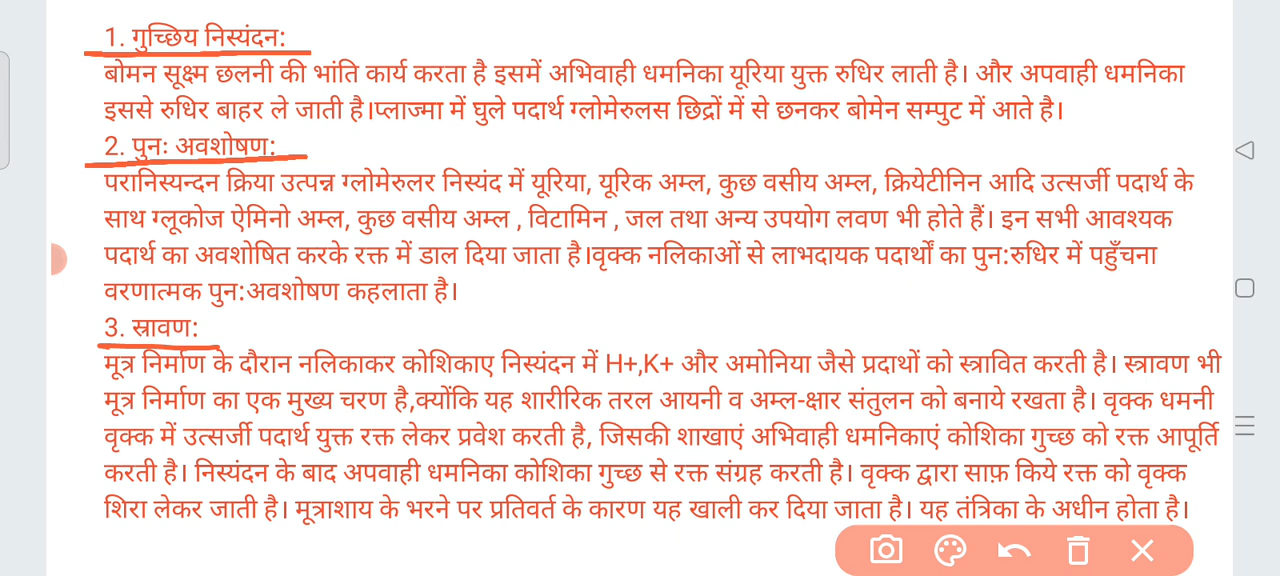 1. गुच्छिय निस्यंदन:
बोमन सूक्ष्म छलनी की भांति कार्य करता है इसमें अभिवाही धमनिका यूरिया युक्त रुधिर लाती है। और अपवाही धमनिका
इससे रुधिर बाहर ले जाती है।प्लाज्मा में घुले पदार्थ ग्लोमेरुलस छिद्रों में से छनकर बोमेन सम्पुट में आते है।
2. पुनः अवशोषण:
परानिस्यन्दन क्रिया उत्पन्न ग्लोमेरुलर निस्यंद में यूरिया, यूरिक अम्ल, कुछ वसीय अम्ल, क्रियेटीनिन आदि उत्सर्जी पदार्थ के
साथ ग्लूकोज ऐमिनो अम्ल, कुछ वसीय अम्ल , विटामिन , जल तथा अन्य उपयोग लवण भी होते हैं। इन सभी आवश्यक
पदार्थ का अवशोषित करके रक्त में डाल दिया जाता है।वृक्क नलिकाओं से लाभदायक पदार्थों का पुन:रुधिर में पहुँचना
वरणात्मक पुन:अवशोषण कहलाता है।
3. स्रावण:
मूत्र निर्माण के दौरान नलिकाकर कोशिकाए निस्यंदन में H+,K+ और अमोनिया जैसे प्रदाथों को स्त्रावित करती है। स्त्रावण भी
मूत्र निर्माण का एक मुख्य चरण है,क्योंकि यह शारीरिक तरल आयनी व अम्ल-क्षार संतुलन को बनाये रखता है। वृक्क धमनी
वृक्क में उत्सर्जी पदार्थ युक्त रक्त लेकर प्रवेश करती है, जिसकी शाखाएं अभिवाही धमनिकाएं कोशिका गुच्छ को रक्त आपूर्ति
करती है। निस्यंदन के बाद अपवाही धमनिका कोशिका गुच्छ से रक्त संग्रह करती है। वृक्क द्वारा साफ़ किये रक्त को वृक्क
शिरा लेकर जाती है। मूत्राशाय के भरने पर प्रतिवर्त के कारण यह खाली कर दिया जाता है। यह तंत्रिका के अधीन होता है।